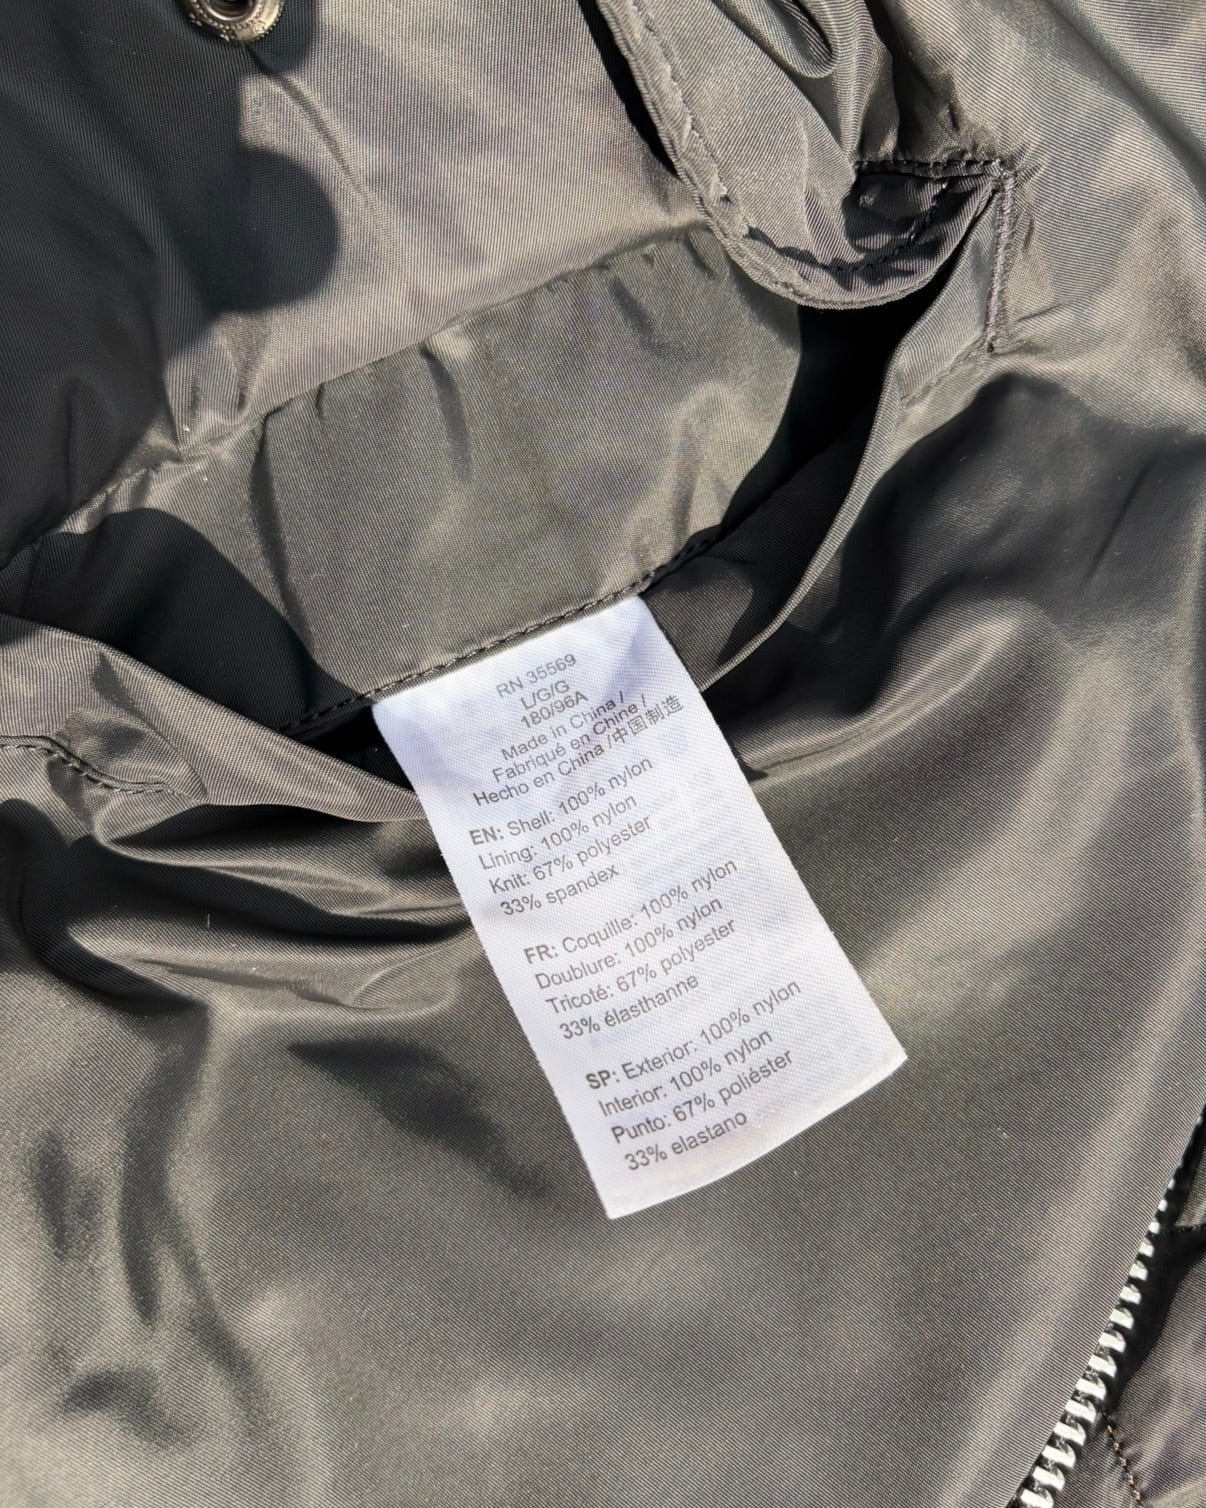 RN 35569
L/G/G
180/96A
Made in China /
Fabriqué en Chine /
Hecho en China /中国制造
EN: Shell: 100% nylon
Lining: 100% nylon
Knit: 67% polyester
33% spandex
FR: Coquille: 100% nylon
Doublure: 100% nylon
Tricoté: 67% polyester
33% élasthanne
SP: Exterior: 100% nylon
Interior: 100% nylon
Punto: 67% poliéster
33% elastano